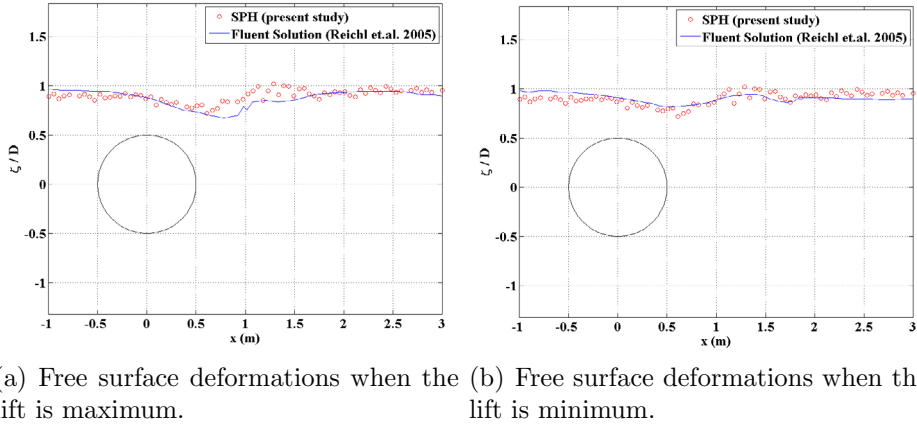 SPH (present study)
Fluent Solution (Reichl et.al. 2005)
1.5
1
0.5
0
-0.5
-1
ζ / D
-1 -0.5 0 0.5 1 1.5 2 2.5 3
x (m)
SPH (present study)
Fluent Solution (Reichl et.al. 2005)
1.5
1
0.5
0
-0.5
-1
ζ / D
-1 -0.5 0 0.5 1 1.5 2 2.5 3
x (m)
(a) Free surface deformations when the
lift is maximum.
(b) Free surface deformations when th
lift is minimum.